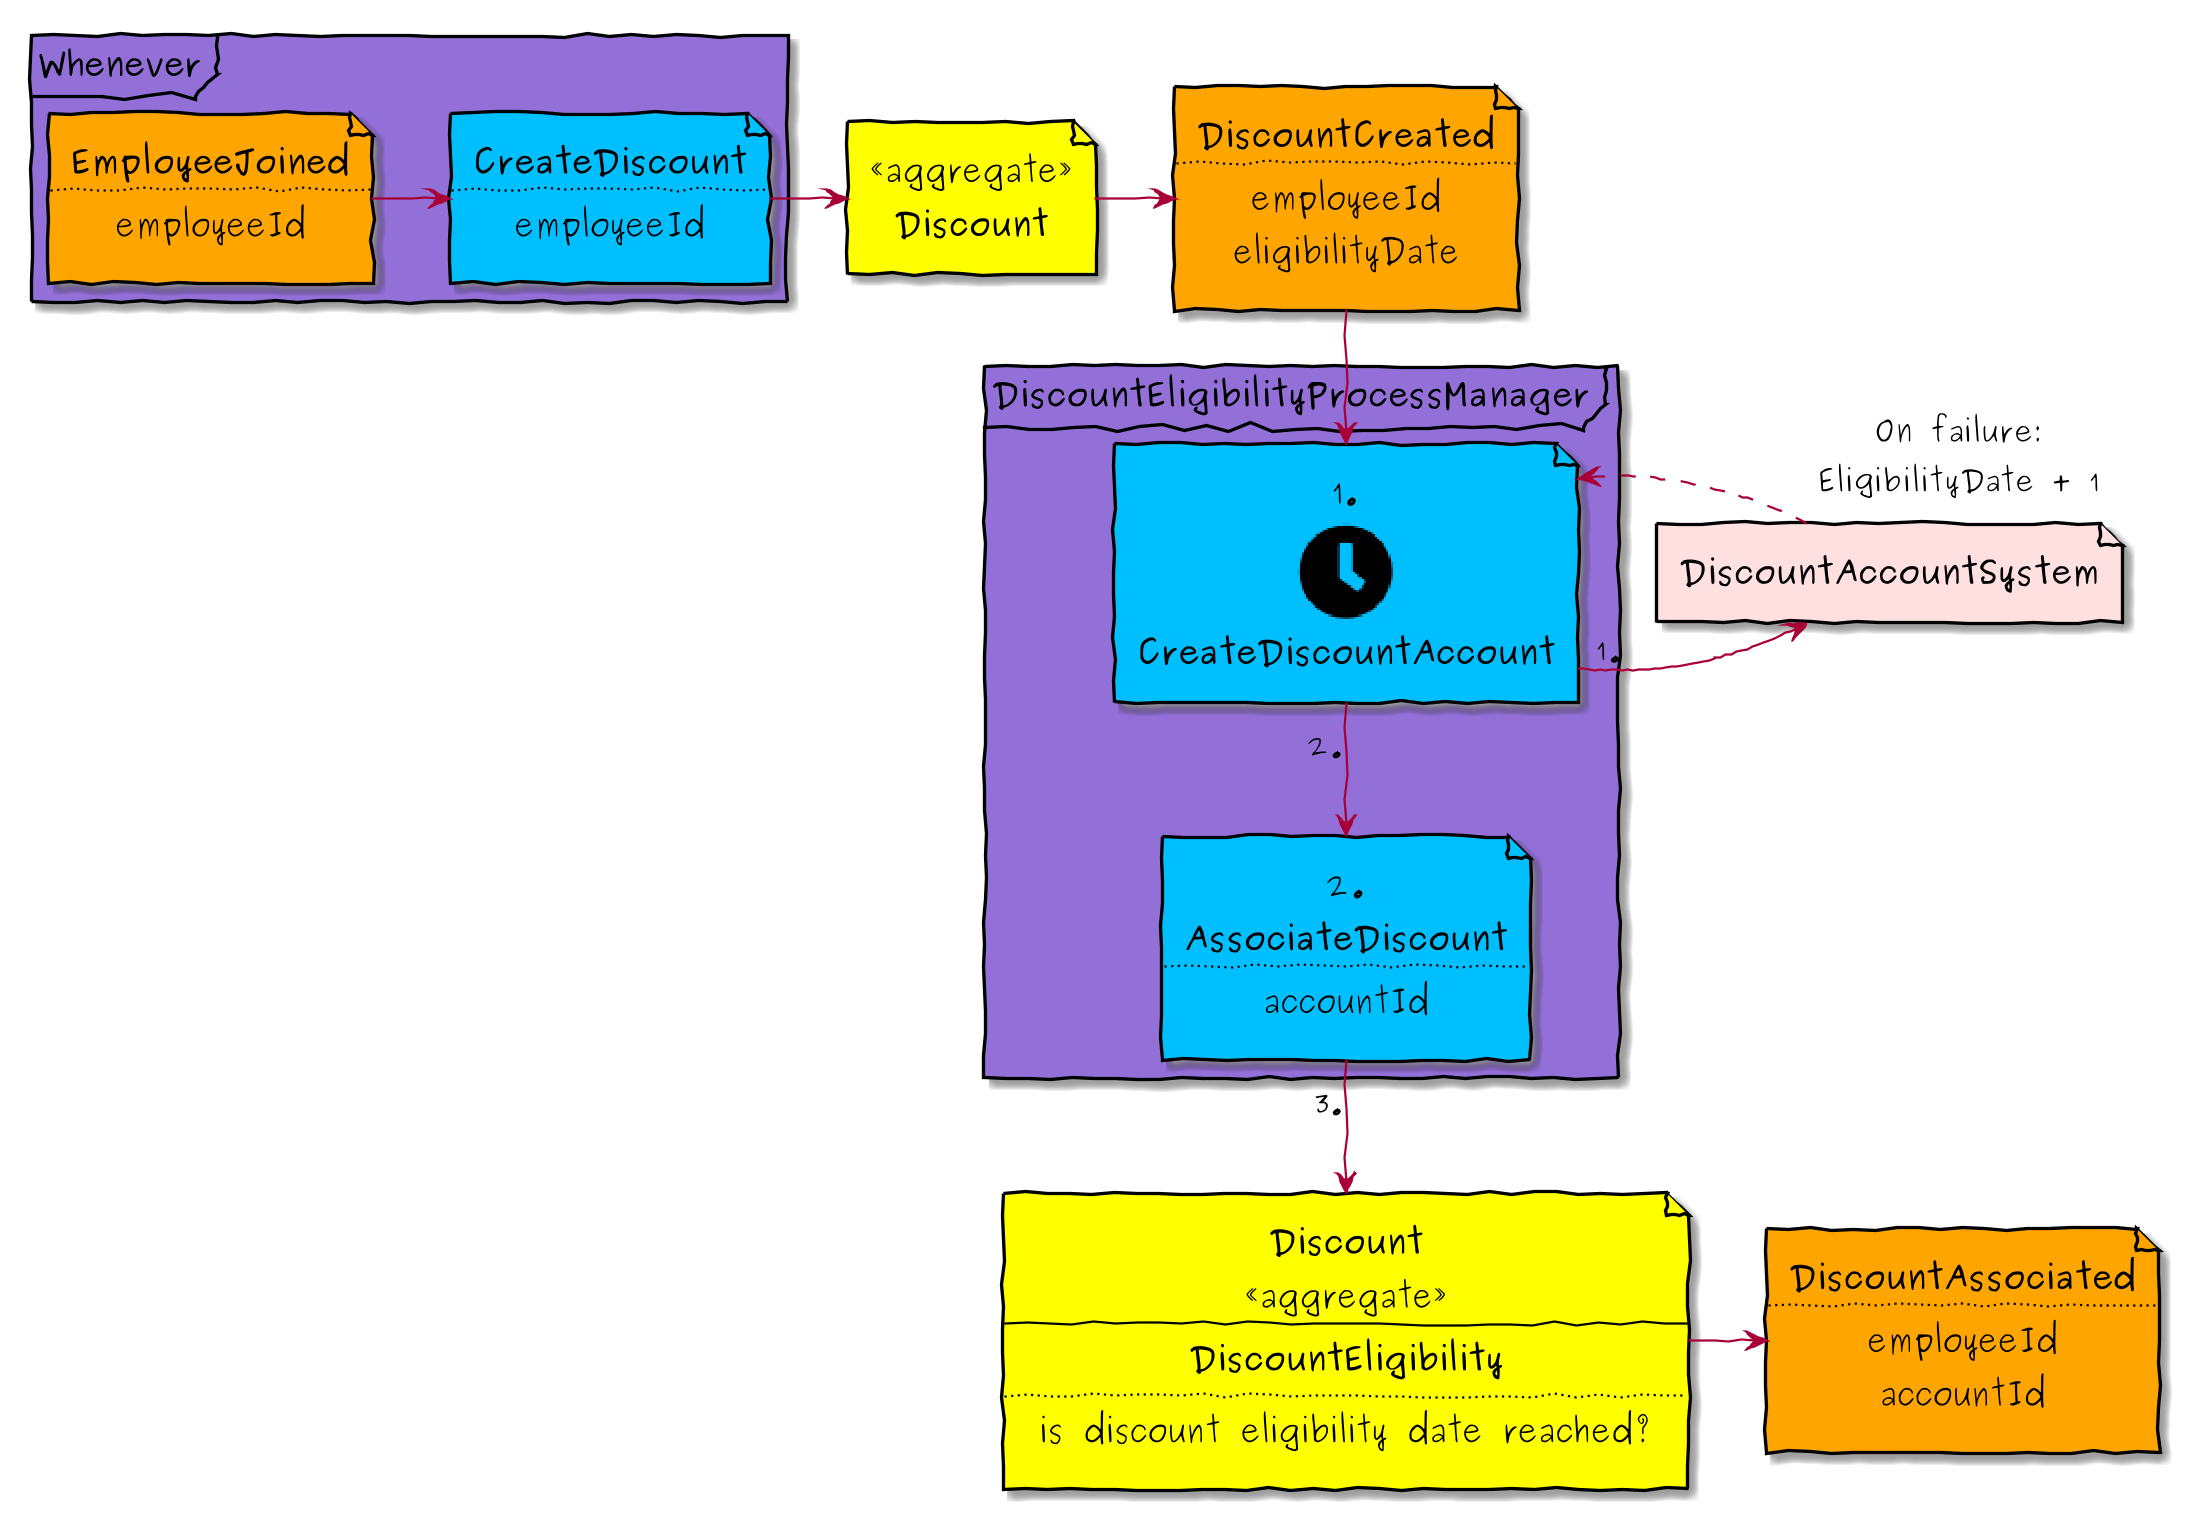 Whenever
EmployeeJoined
employeeId
CreateDiscount
employeeId
«aggregate»
Discount
DiscountCreated
employeeId
eligibilityDate
DiscountEligibilityProcessManager
1.
CreateDiscountAccount
On failure:
EligibilityDate + 1
DiscountAccountSystem
1.
2.
2.
AssociateDiscount
accountId
3.
Discount
«aggregate»
DiscountEligibility
is discount eligibility date reached?
DiscountAssociated
employeeId
accountId